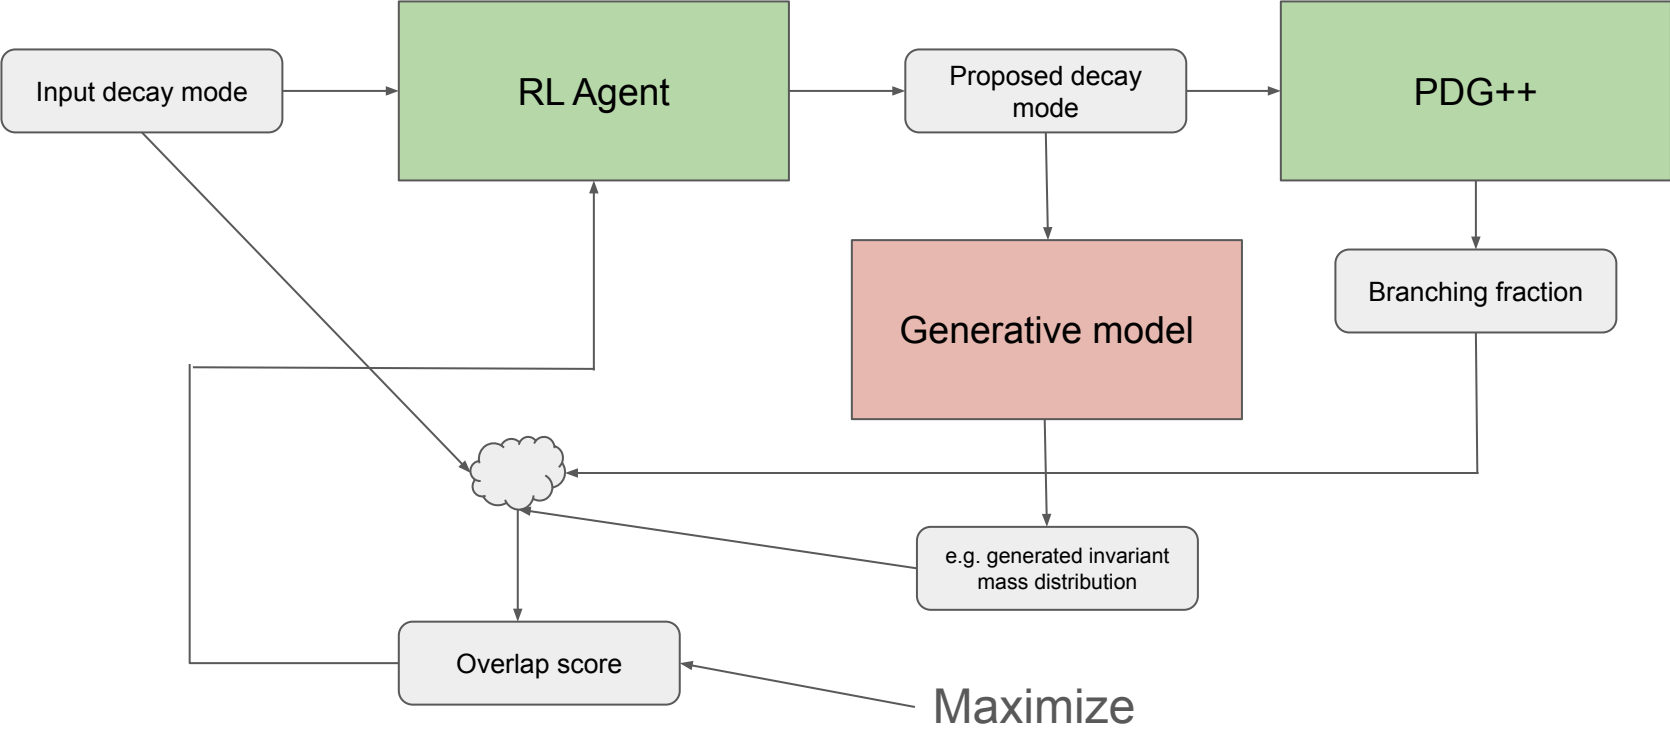 Input decay mode
RL Agent
Proposed decay
mode
PDG++
Generative model
Branching fraction
e.g. generated invariant
mass distribution
Overlap score
Maximize